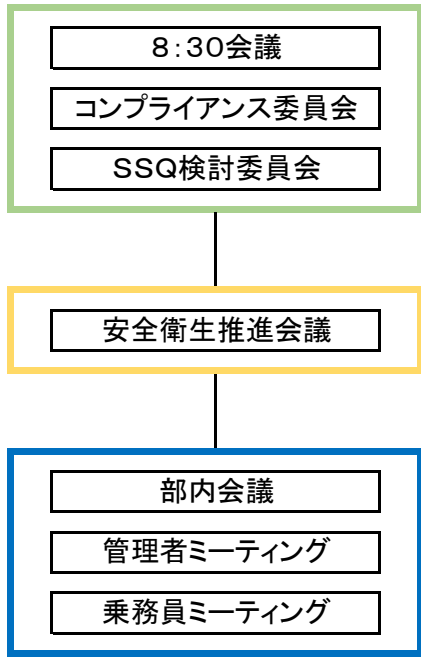 ８：３０会議
コンプライアンス委員会
ＳＳＱ検討委員会
安全衛生推進会議
部内会議
管理者ミーティング
乗務員ミーティング